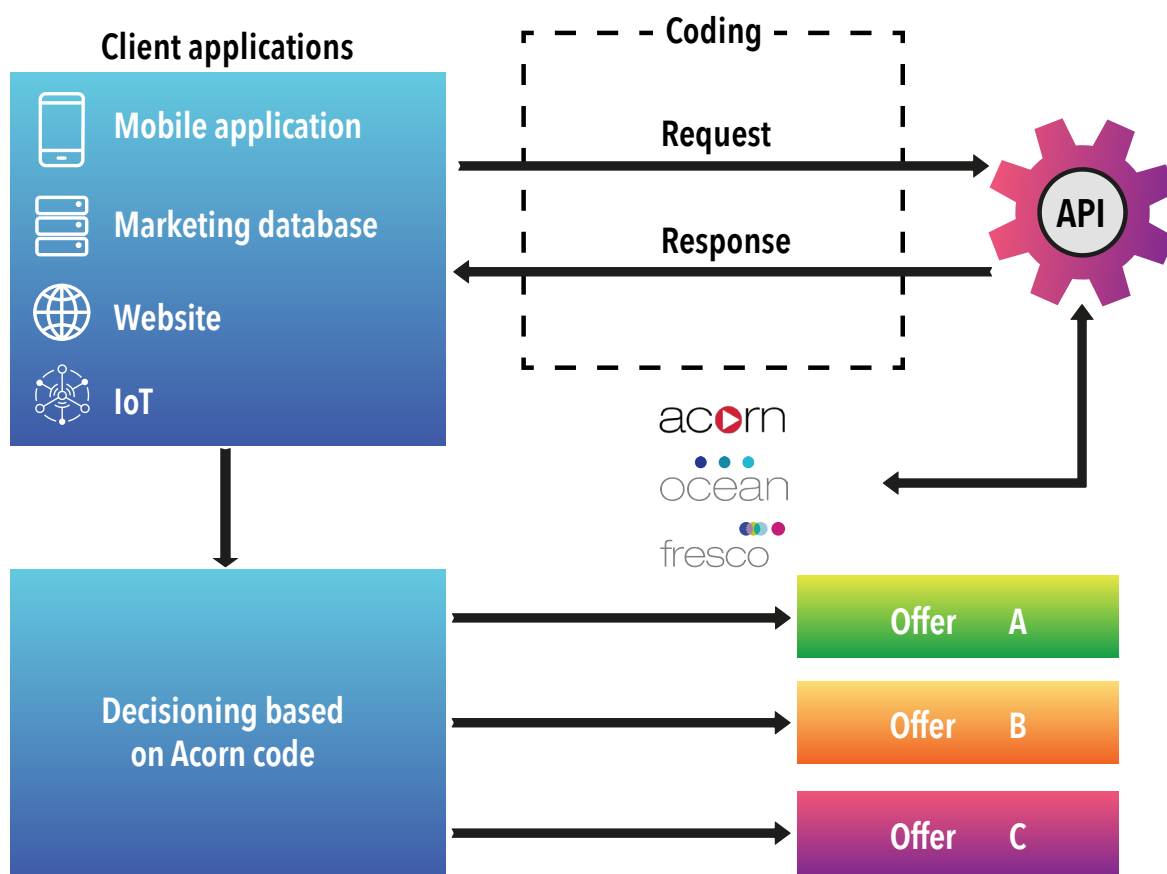 Client applications
Mobile application
Marketing database
Website
IoT
Coding
Request
Response
API
acorn
ocean
fresco
Decisioning based
on Acorn code
Offer A
Offer B
Offer C